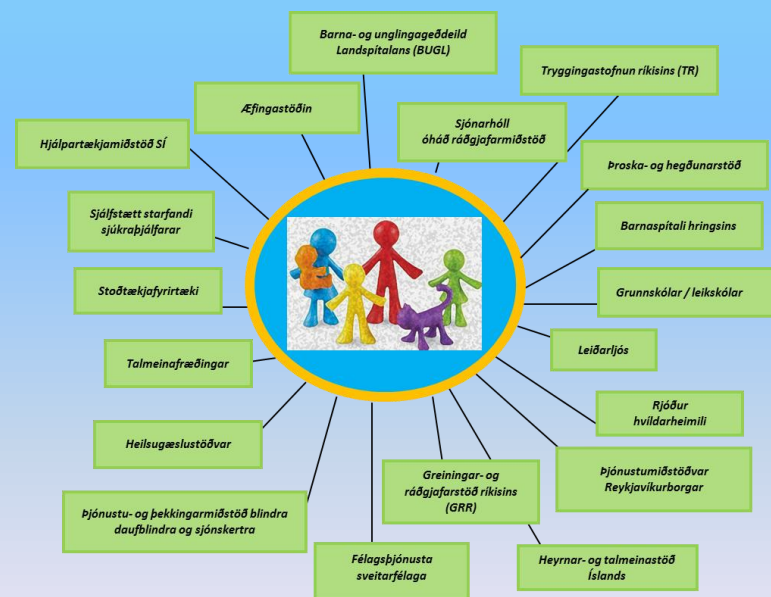 Barna- og unglingageðdeild
Landspítalans (BUGL)
Tryggingastofnun ríkisins (TR)
Æfingastöðin
Sjónarhóll
óháð ráðgjafarmiðstöð
Hjálpartækjamiðstöð SÍ
Þroska- og hegðunarstöð
Sjálfstætt starfandi
sjúkraþjálfarar
Barnaspítali hringsins
Stoðtækjafyrirtæki
Grunnskólar / leikskólar
Talmeinafræðingar
Leiðarljós
Rjóður
hvíldarheimili
Heilsugæslustöðvar
Greiningar- og
ráðgjafarstöð ríkisins
(GRR)
Þjónustumiðstöðvar
Reykjavíkurborgar
Þjónustu- og þekkingarmiðstöð blindra
daufblindra og sjónskertra
Félagsþjónusta
sveitarfélaga
Heyrnar- og talmeinastöð
Íslands